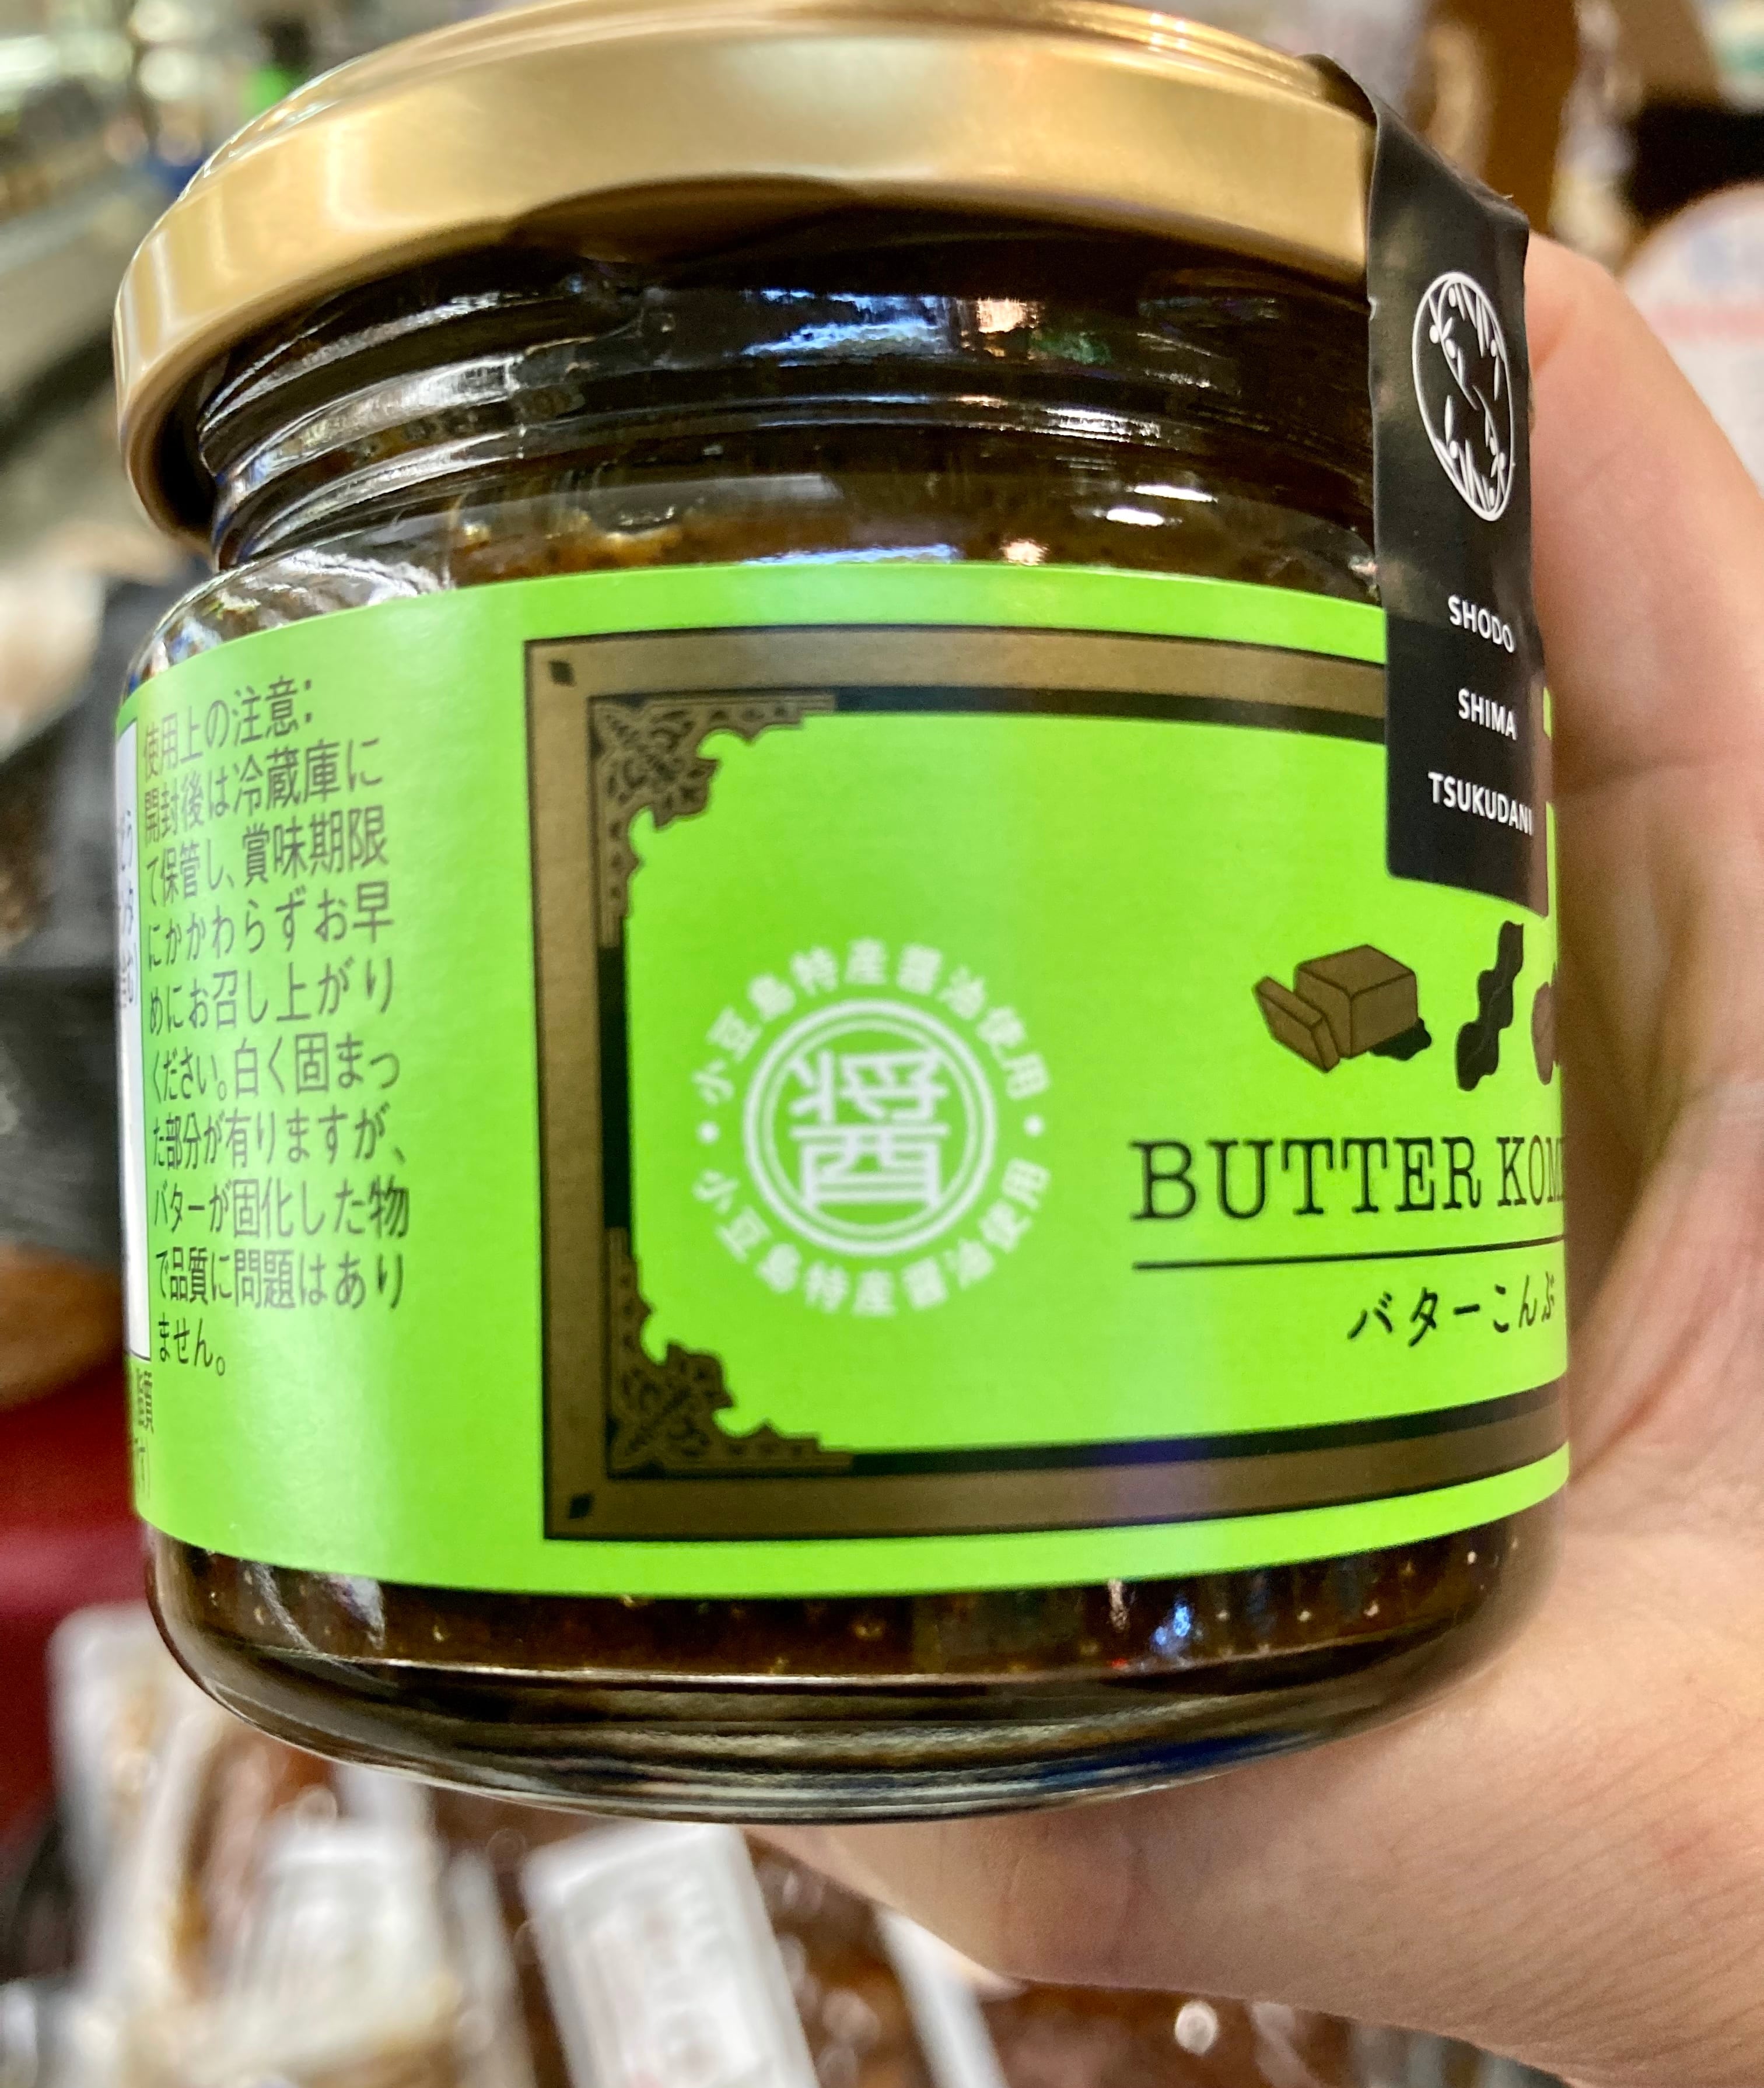 使用上の注意:
開封後は冷蔵庫に
て保管し、賞味期限
にかかわらずお早
めにお召し上がり
ください。白く固まっ
た部分が有りますが、
バターが固化した物
で品質に問題はあり
ません。
小豆島特産醤油使用
醤
小豆島特産醤油使用
SHODO
SHIMA
TSUKUDANI
BUTTER
バターこんぶ